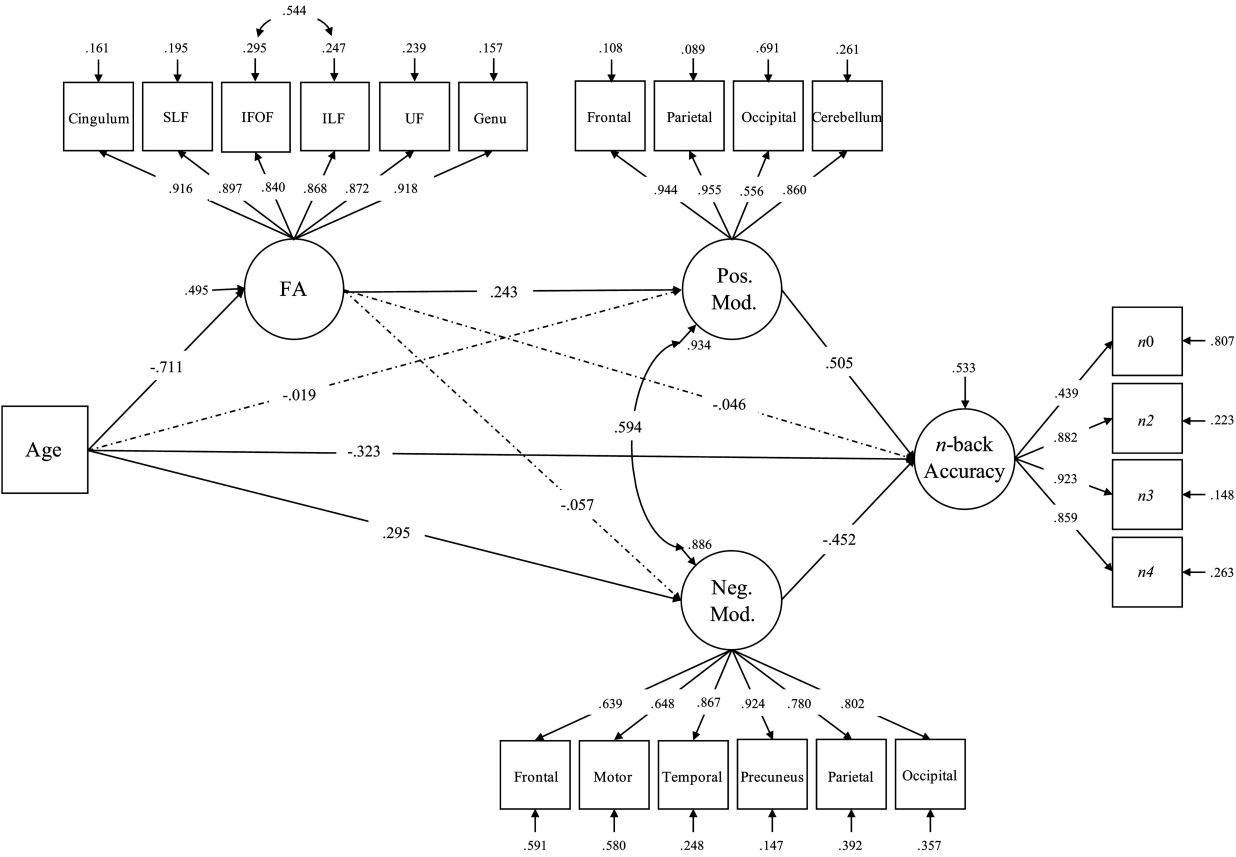 .544
.161 .195 .295 .247 .239 .157
.108 .089 .691 .261
Cingulum SLF IFOF ILF UF Genu
Frontal Parietal Occipital Cerebellum
.916 .897 .840 .868 .872 .918
.944 .955 .556 .860
FA
Pos.
Mod.
.495
.243
.934
n0
.807
-.711
.505
.533
-.019
-.046
.439
n2
.223
.594
.882
Age
-.323
n-back
Accuracy
.923
n3
.148
-.057
.859
.295
.886
-.452
n4
.263
Neg.
Mod.
.639 .648 .867 .924 .780 .802
Frontal Motor Temporal Precuneus Parietal Occipital
.591 .580 .248 .147 .392 .357